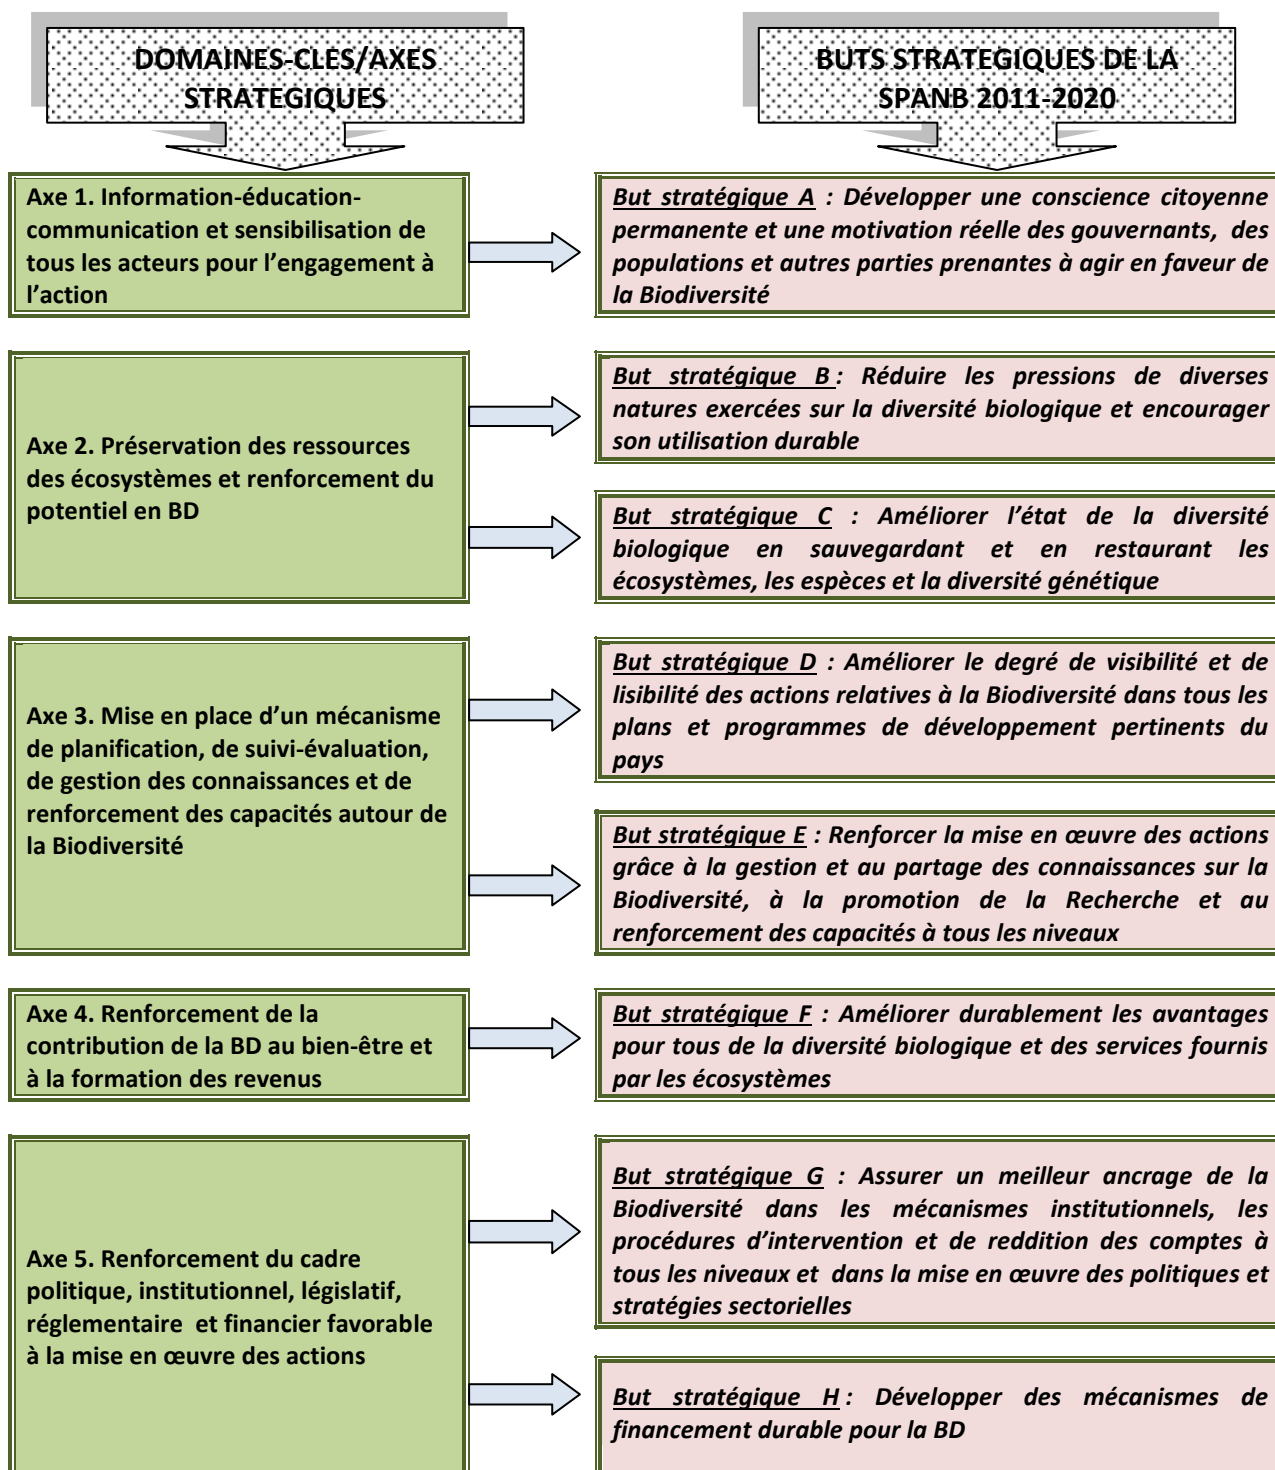 DOMAINES-CLES/AXES
STRATEGIQUES
BUTS STRATEGIQUES DE LA
SPANB 2011-2020
Axe 1. Information-éducation-
communication et sensibilisation de
tous les acteurs pour l’engagement à
l’action
But stratégique A : Développer une conscience citoyenne
permanente et une motivation réelle des gouvernants, des
populations et autres parties prenantes à agir en faveur de
la Biodiversité
Axe 2. Préservation des ressources
des écosystèmes et renforcement du
potentiel en BD
But stratégique B : Réduire les pressions de diverses
natures exercées sur la diversité biologique et encourager
son utilisation durable
But stratégique C : Améliorer l’état de la diversité
biologique en sauvegardant et en restaurant les
écosystèmes, les espèces et la diversité génétique
Axe 3. Mise en place d’un mécanisme
de planification, de suivi-évaluation,
de gestion des connaissances et de
renforcement des capacités autour de
la Biodiversité
But stratégique D : Améliorer le degré de visibilité et de
lisibilité des actions relatives à la Biodiversité dans tous les
plans et programmes de développement pertinents du
pays
But stratégique E : Renforcer la mise en œuvre des actions
grâce à la gestion et au partage des connaissances sur la
Biodiversité, à la promotion de la Recherche et au
renforcement des capacités à tous les niveaux
Axe 4. Renforcement de la
contribution de la BD au bien-être et
à la formation des revenus
But stratégique F : Améliorer durablement les avantages
pour tous de la diversité biologique et des services fournis
par les écosystèmes
Axe 5. Renforcement du cadre
politique, institutionnel, législatif,
réglementaire et financier favorable
à la mise en œuvre des actions
But stratégique G : Assurer un meilleur ancrage de la
Biodiversité dans les mécanismes institutionnels, les
procédures d’intervention et de reddition des comptes à
tous les niveaux et dans la mise en œuvre des politiques et
stratégies sectorielles
But stratégique H : Développer des mécanismes de
financement durable pour la BD